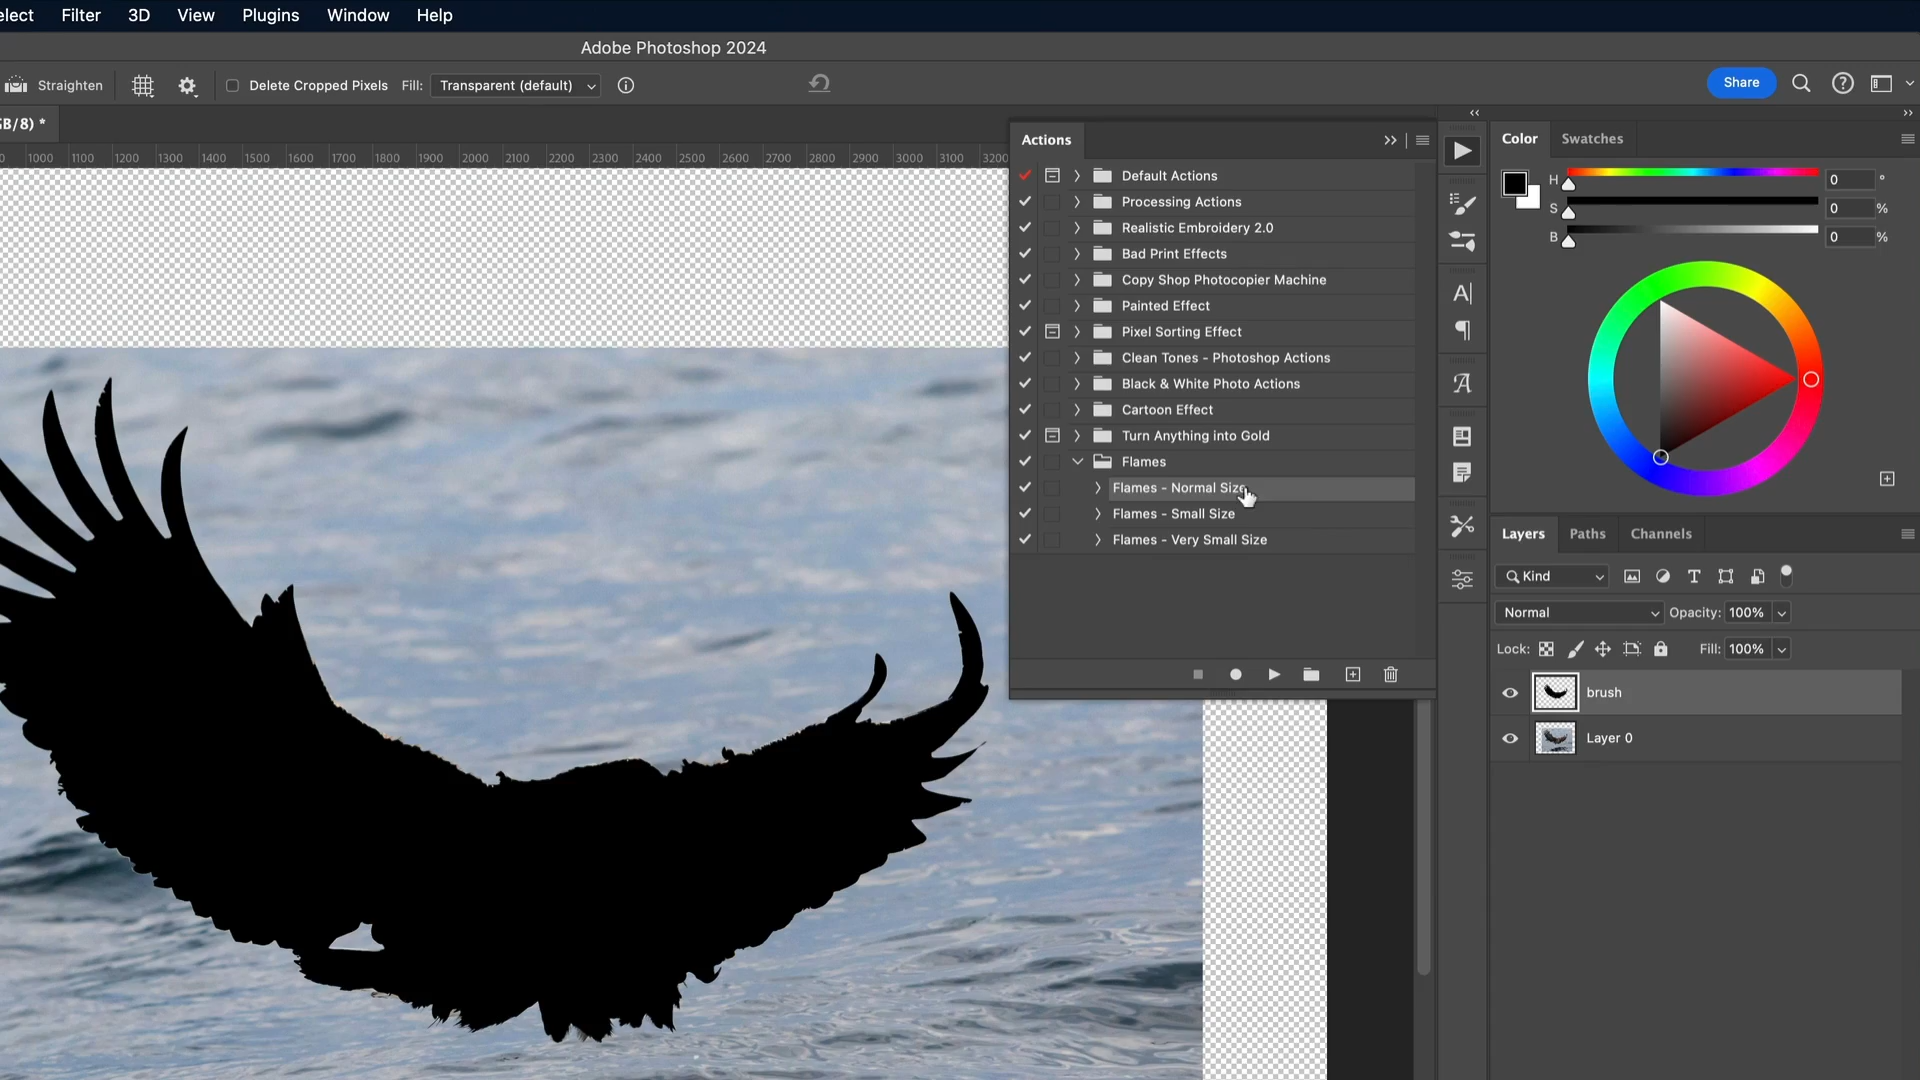 elect Filter 3D View Plugins Window Help
Adobe Photoshop 2024
Straighten Delete Cropped Pixels Fill: Transparent (default) Share
GB/8) *
0 1000 1100 1200 1300 1400 1500 1600 1700 1800 1900 2000 2100 2200 2300 2400 2500 2600 2700 2800 2900 3000 3100 3200
Actions
Default Actions
Processing Actions
Realistic Embroidery 2.0
Bad Print Effects
Copy Shop Photocopier Machine
Painted Effect
Pixel Sorting Effect
Clean Tones - Photoshop Actions
Black & White Photo Actions
Cartoon Effect
Turn Anything into Gold
Flames
Flames - Normal Size
Flames - Small Size
Flames - Very Small Size
Color Swatches
H 0 °
S 0 %
B 0 %
Layers Paths Channels
Kind
Normal Opacity: 100%
Lock: Fill: 100%
brush
Layer 0